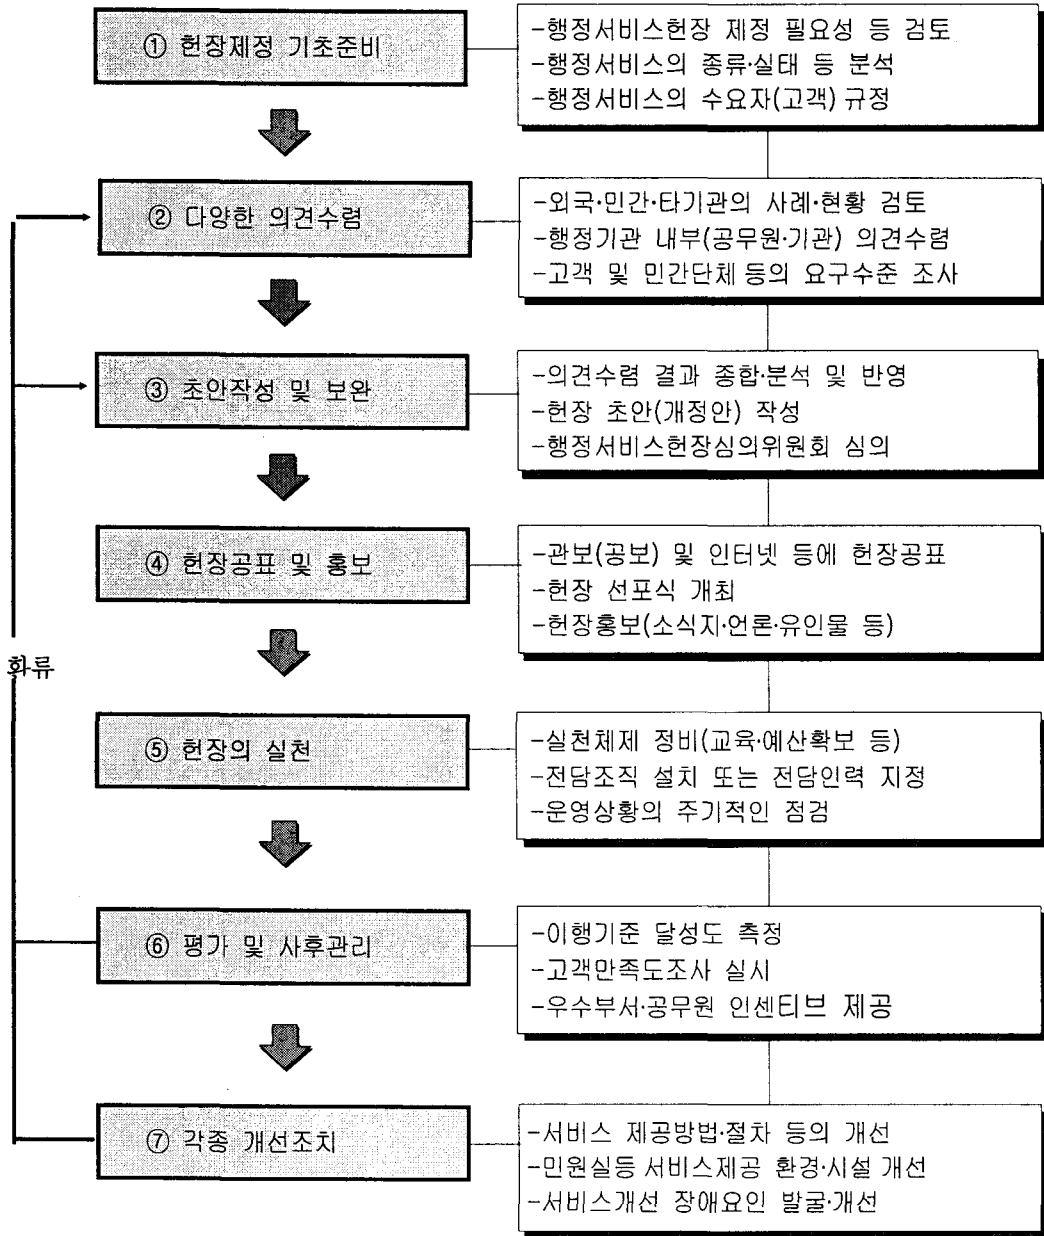 ① 헌장제정 기초준비
-행정서비스헌장 제정 필요성 등 검토
-행정서비스의 종류·실태 등 분석
-행정서비스의 수요자(고객) 규정
② 다양한 의견수렴
-외국·민간·타기관의 사례·현황 검토
-행정기관 내부(공무원·기관) 의견수렴
-고객 및 민간단체 등의 요구수준 조사
③ 초안작성 및 보완
-의견수렴 결과 종합·분석 및 반영
-헌장 초안(개정안) 작성
-행정서비스헌장심의위원회 심의
④ 헌장공표 및 홍보
-관보(공보) 및 인터넷 등에 헌장공표
-헌장 선포식 개최
-헌장홍보(소식지·언론·유인물 등)
화류
⑤ 헌장의 실천
-실천체제 정비(교육·예산확보 등)
-전담조직 설치 또는 전담인력 지정
-운영상황의 주기적인 점검
⑥ 평가 및 사후관리
-이행기준 달성도 측정
-고객만족도조사 실시
-우수부서·공무원 인센티브 제공
⑦ 각종 개선조치
-서비스 제공방법·절차 등의 개선
-민원실등 서비스제공 환경·시설 개선
-서비스개선 장애요인 발굴·개선